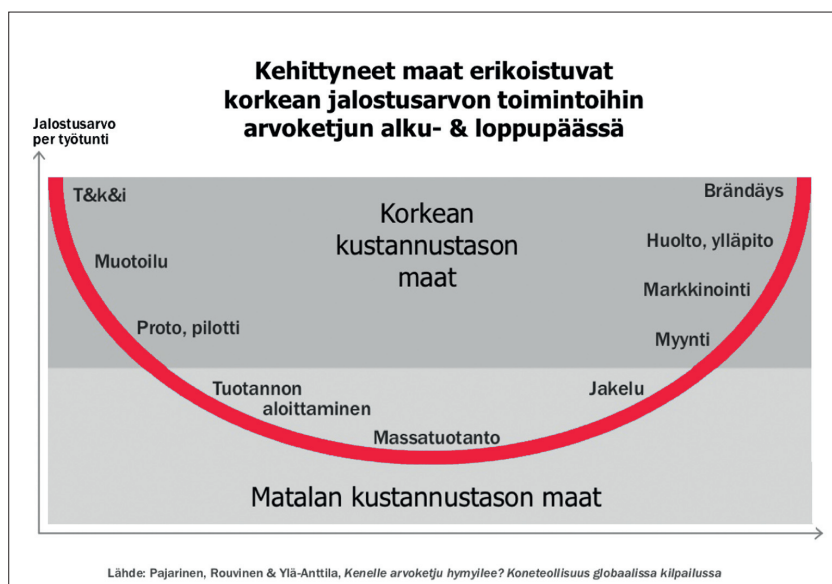 Kehittyneet maat erikoistuvat
korkean jalostusarvon toimintoihin
arvoketjun alku- & loppupäässä
Jalostusarvo
per työtunti
T&k&i
Muotoilu
Proto, pilotti
Tuotannon
aloittaminen
Massatuotanto
Jakelu
Myynti
Markkinointi
Huolto, ylläpito
Brändäys
Korkean
kustannustason
maat
Matalan kustannustason maat
Lähde: Pajarinen, Rouvinen & Ylä-Anttila, Kenelle arvoketju hymyilee? Koneteollisuus globaalissa kilpailussa